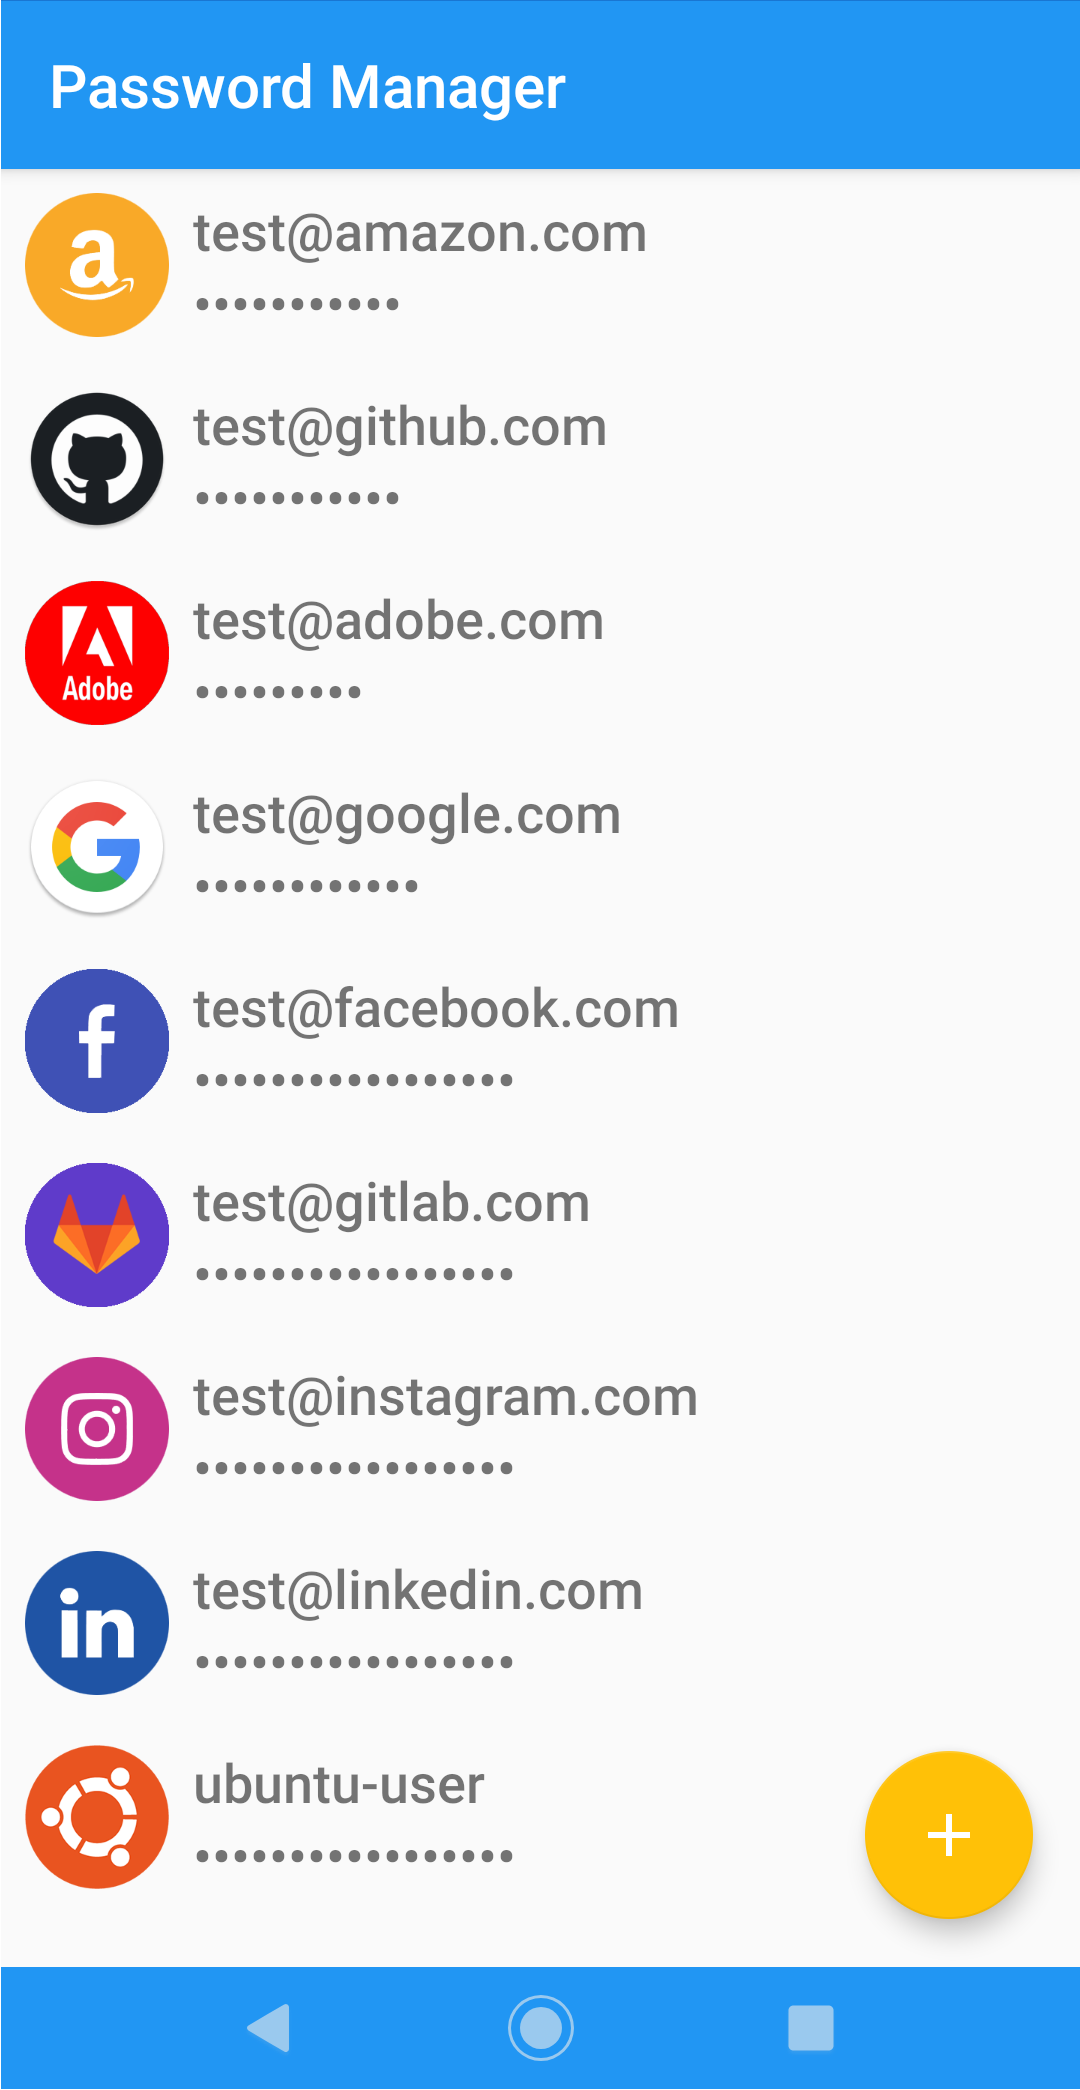 Password Manager
test@amazon.com
•••••••••••
test@github.com
•••••••••••
test@adobe.com
Adobe
•••••••••
test@google.com
••••••••••••
test@facebook.com
•••••••••••••••••
test@gitlab.com
•••••••••••••••••
test@instagram.com
•••••••••••••••••
test@linkedin.com
in
•••••••••••••••••
ubuntu-user
•••••••••••••••••